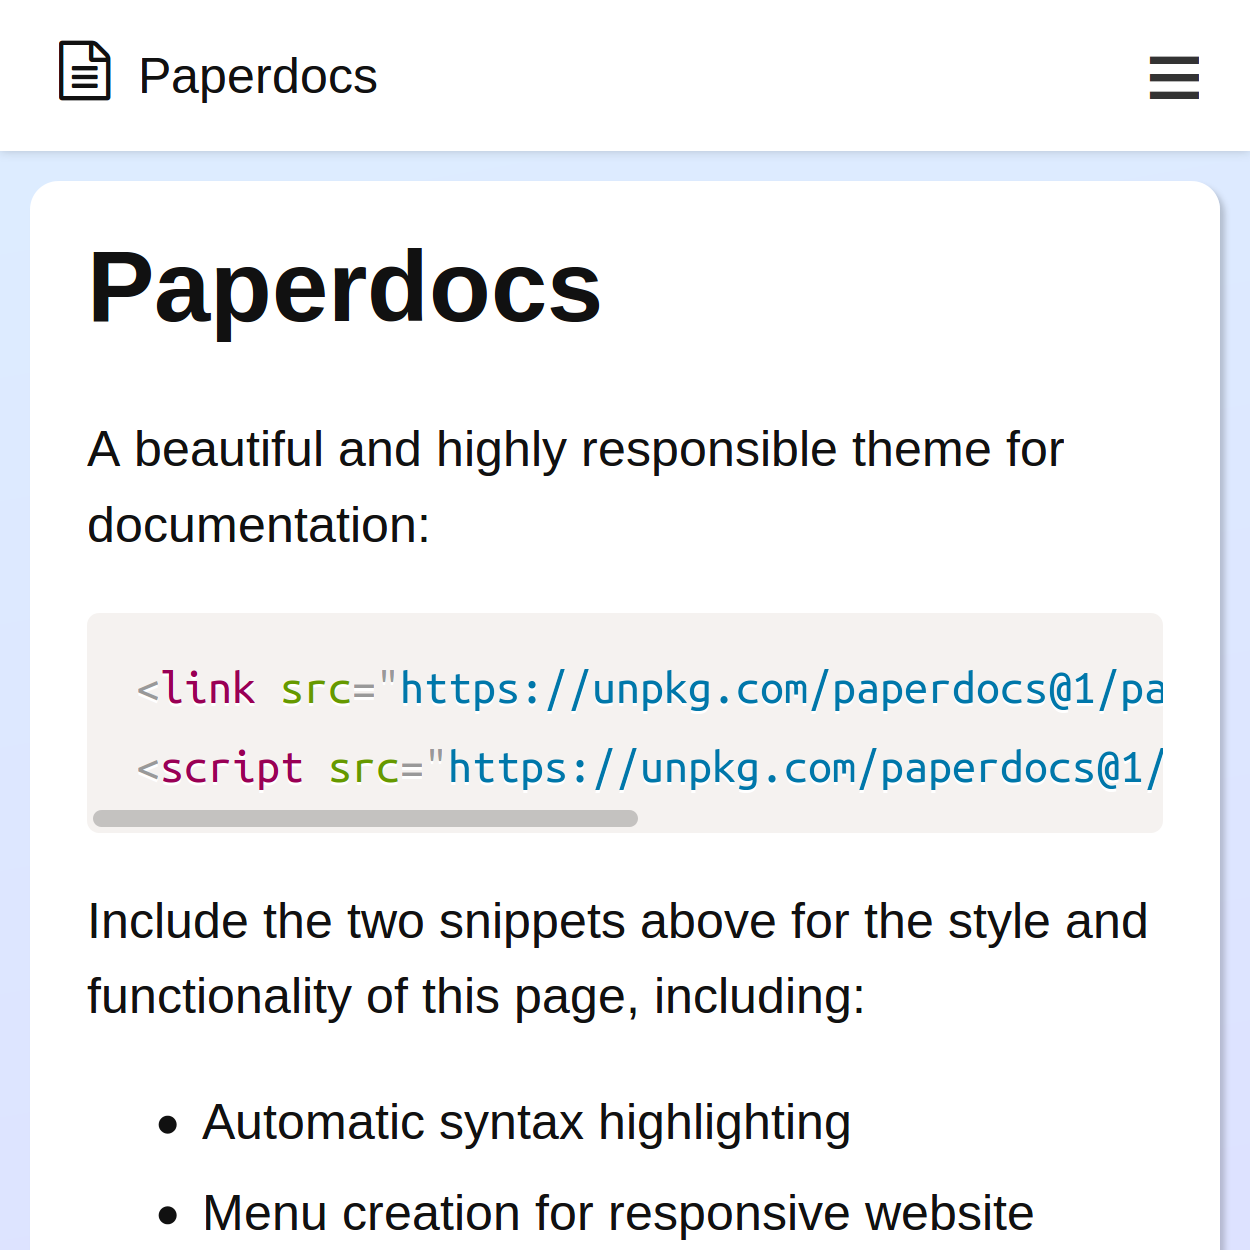 Paperdocs
Paperdocs
A beautiful and highly responsible theme for
documentation:
<link src="https://unpkg.com/paperdocs@1/pa
<script src="https://unpkg.com/paperdocs@1/
Include the two snippets above for the style and
functionality of this page, including:
• Automatic syntax highlighting
• Menu creation for responsive website